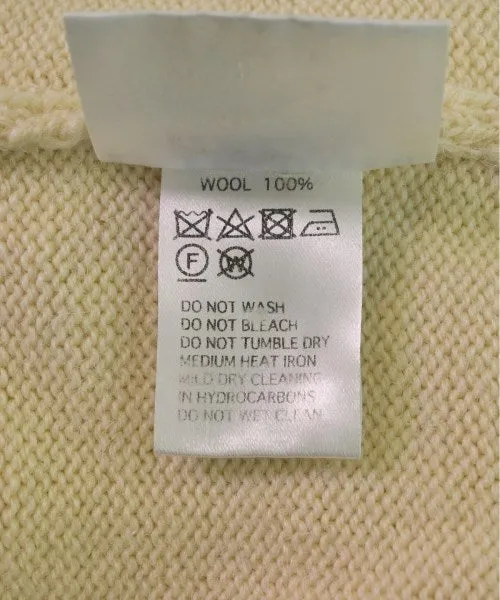 WOOL 100%
F
W
DO NOT WASH
DO NOT BLEACH
DO NOT TUMBLE DRY
MEDIUM HEAT IRON
MILD DRY CLEANING
IN HYDROCARBONS
DO NOT WET CLEAN